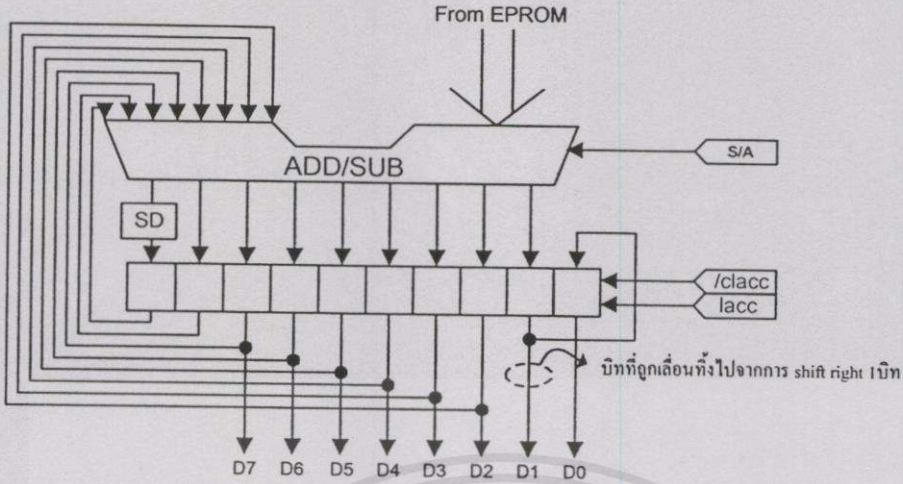 From EPROM
ADD/SUB
S/A
SD
/clacc
lacc
บิทที่ถูกเลื่อนทิ้งไปจากการ shift right 1บิท
D7 D6 D5 D4 D3 D2 D1 D0